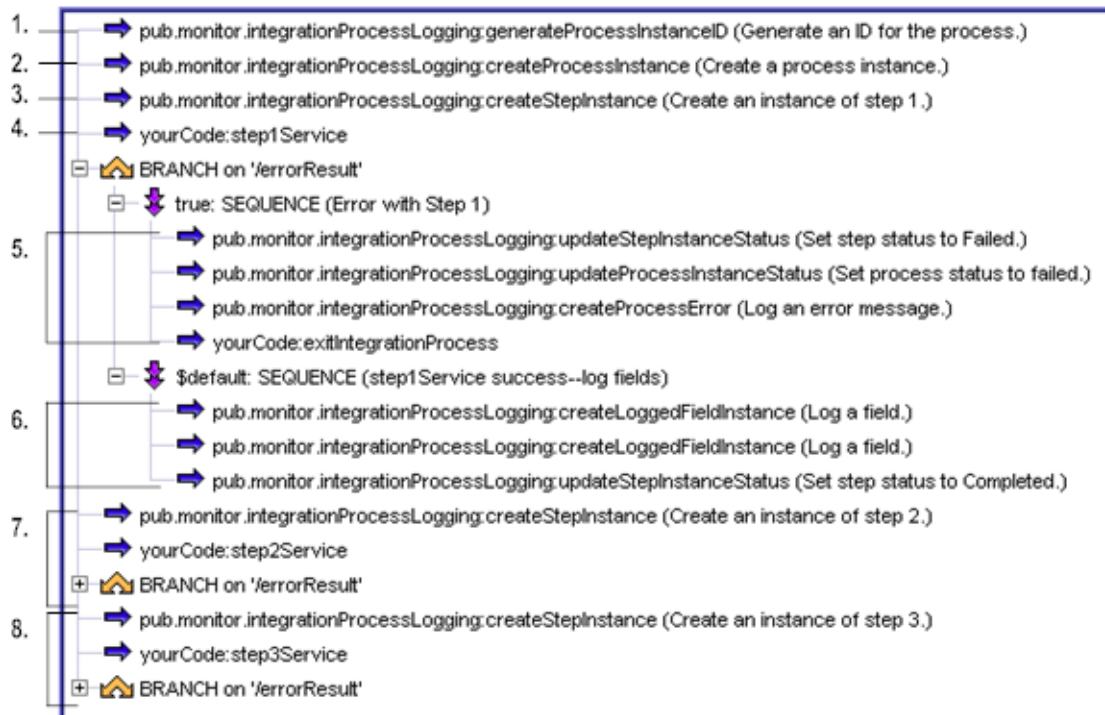 1. pub.monitor.integrationProcessLogging:generateProcessInstanceID (Generate an ID for the process.)
2. pub.monitor.integrationProcessLogging:createProcessInstance (Create a process instance.)
3. pub.monitor.integrationProcessLogging:createStepInstance (Create an instance of step 1.)
4. yourCode:step1Service
BRANCH on '/errorResult'
true: SEQUENCE (Error with Step 1)
5. pub.monitor.integrationProcessLogging:updateStepInstanceStatus (Set step status to Failed.)
pub.monitor.integrationProcessLogging:updateProcessInstanceStatus (Set process status to failed.)
pub.monitor.integrationProcessLogging:createProcessError (Log an error message.)
yourCode:exitIntegrationProcess
$default: SEQUENCE (step1Service success--log fields)
6. pub.monitor.integrationProcessLogging:createLoggedFieldInstance (Log a field.)
pub.monitor.integrationProcessLogging:createLoggedFieldInstance (Log a field.)
pub.monitor.integrationProcessLogging:updateStepInstanceStatus (Set step status to Completed.)
7. pub.monitor.integrationProcessLogging:createStepInstance (Create an instance of step 2.)
yourCode:step2Service
BRANCH on '/errorResult'
8. pub.monitor.integrationProcessLogging:createStepInstance (Create an instance of step 3.)
yourCode:step3Service
BRANCH on '/errorResult'